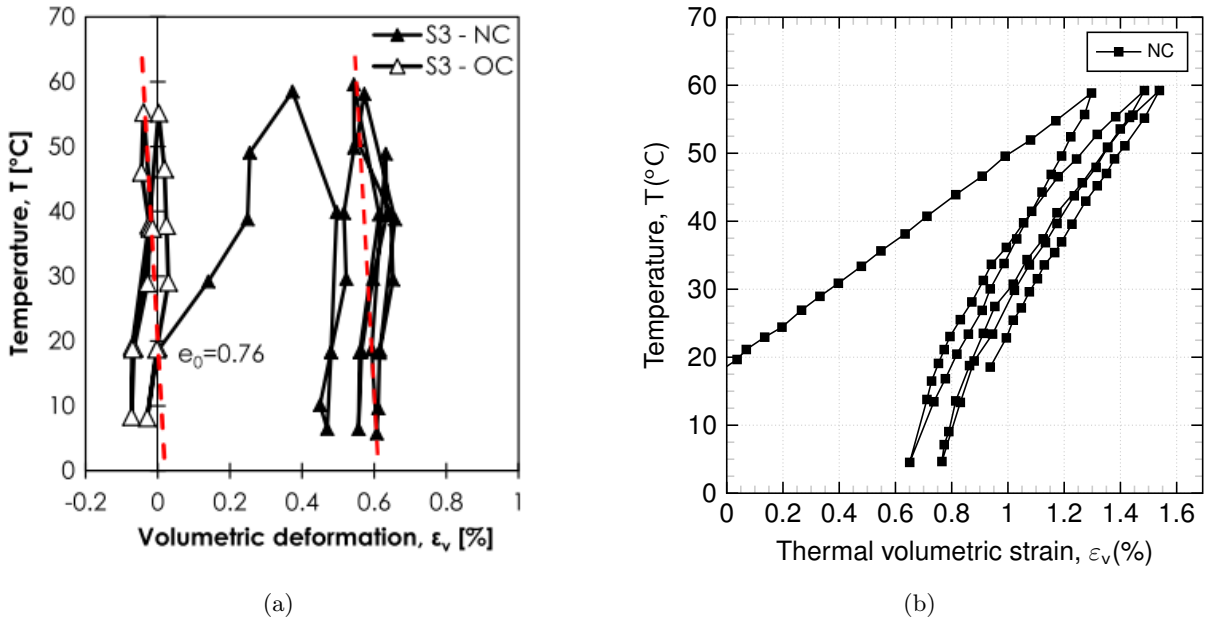 70
60
50
40
30
20
10
0
-0.2 0 0.2 0.4 0.6 0.8 1
Temperature, T [°C]
Volumetric deformation, εv [%]
S3 - NC
S3 - OC
e0=0.76
(a)
70
60
50
40
30
20
10
0
0 0.2 0.4 0.6 0.8 1 1.2 1.4 1.6
Temperature, T(°C)
Thermal volumetric strain, εv(%)
NC
(b)